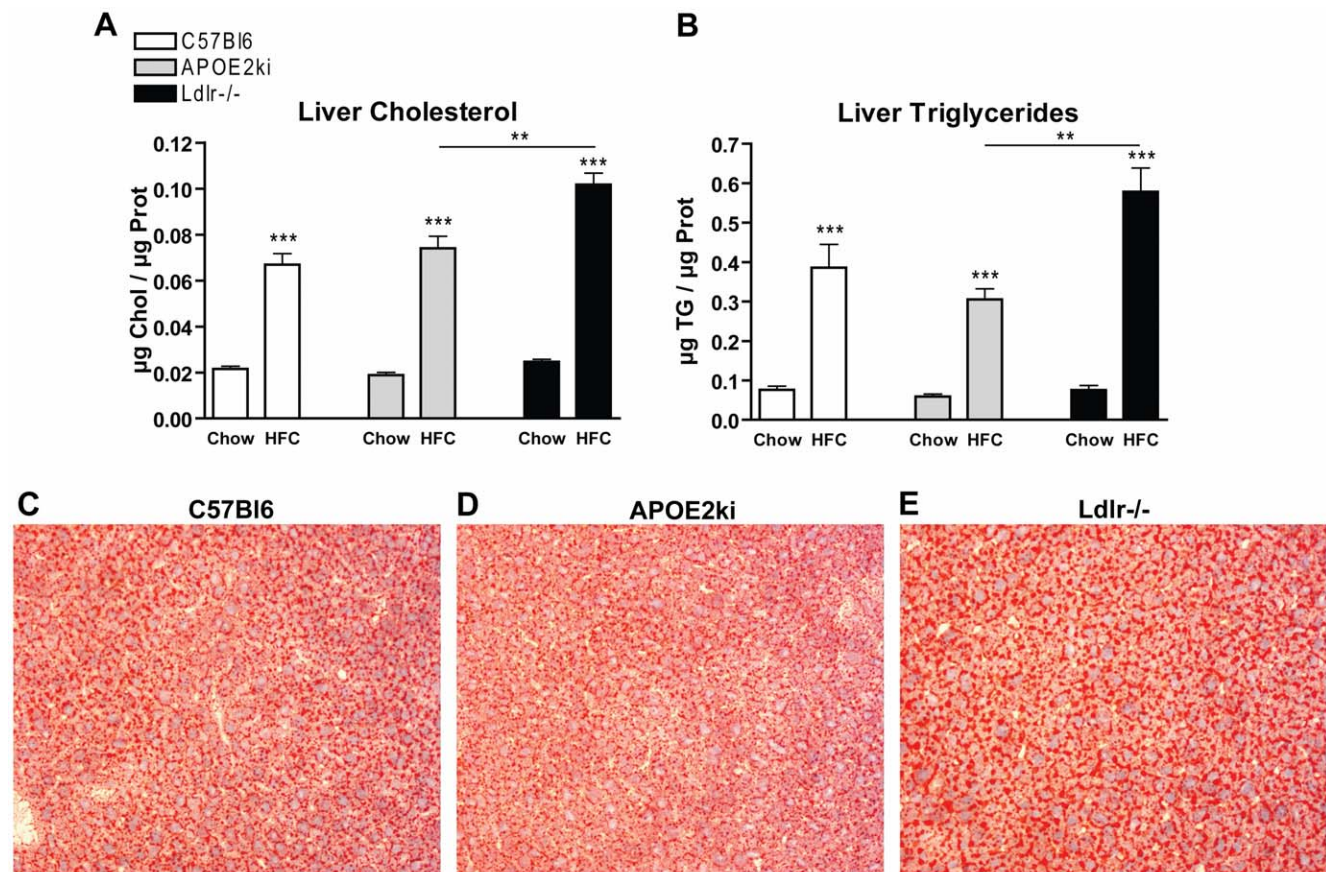 A
C57Bl6
APOE2ki
Ldlr-/-
Liver Cholesterol
µg Chol / µg Prot
0.12
0.10
0.08
0.06
0.04
0.02
0.00
***
***
**
***
Chow HFC Chow HFC Chow HFC
B
Liver Triglycerides
µg TG / µg Prot
0.7
0.6
0.5
0.4
0.3
0.2
0.1
0.0
***
***
**
***
Chow HFC Chow HFC Chow HFC
C
C57Bl6
D
APOE2ki
E
Ldlr-/-